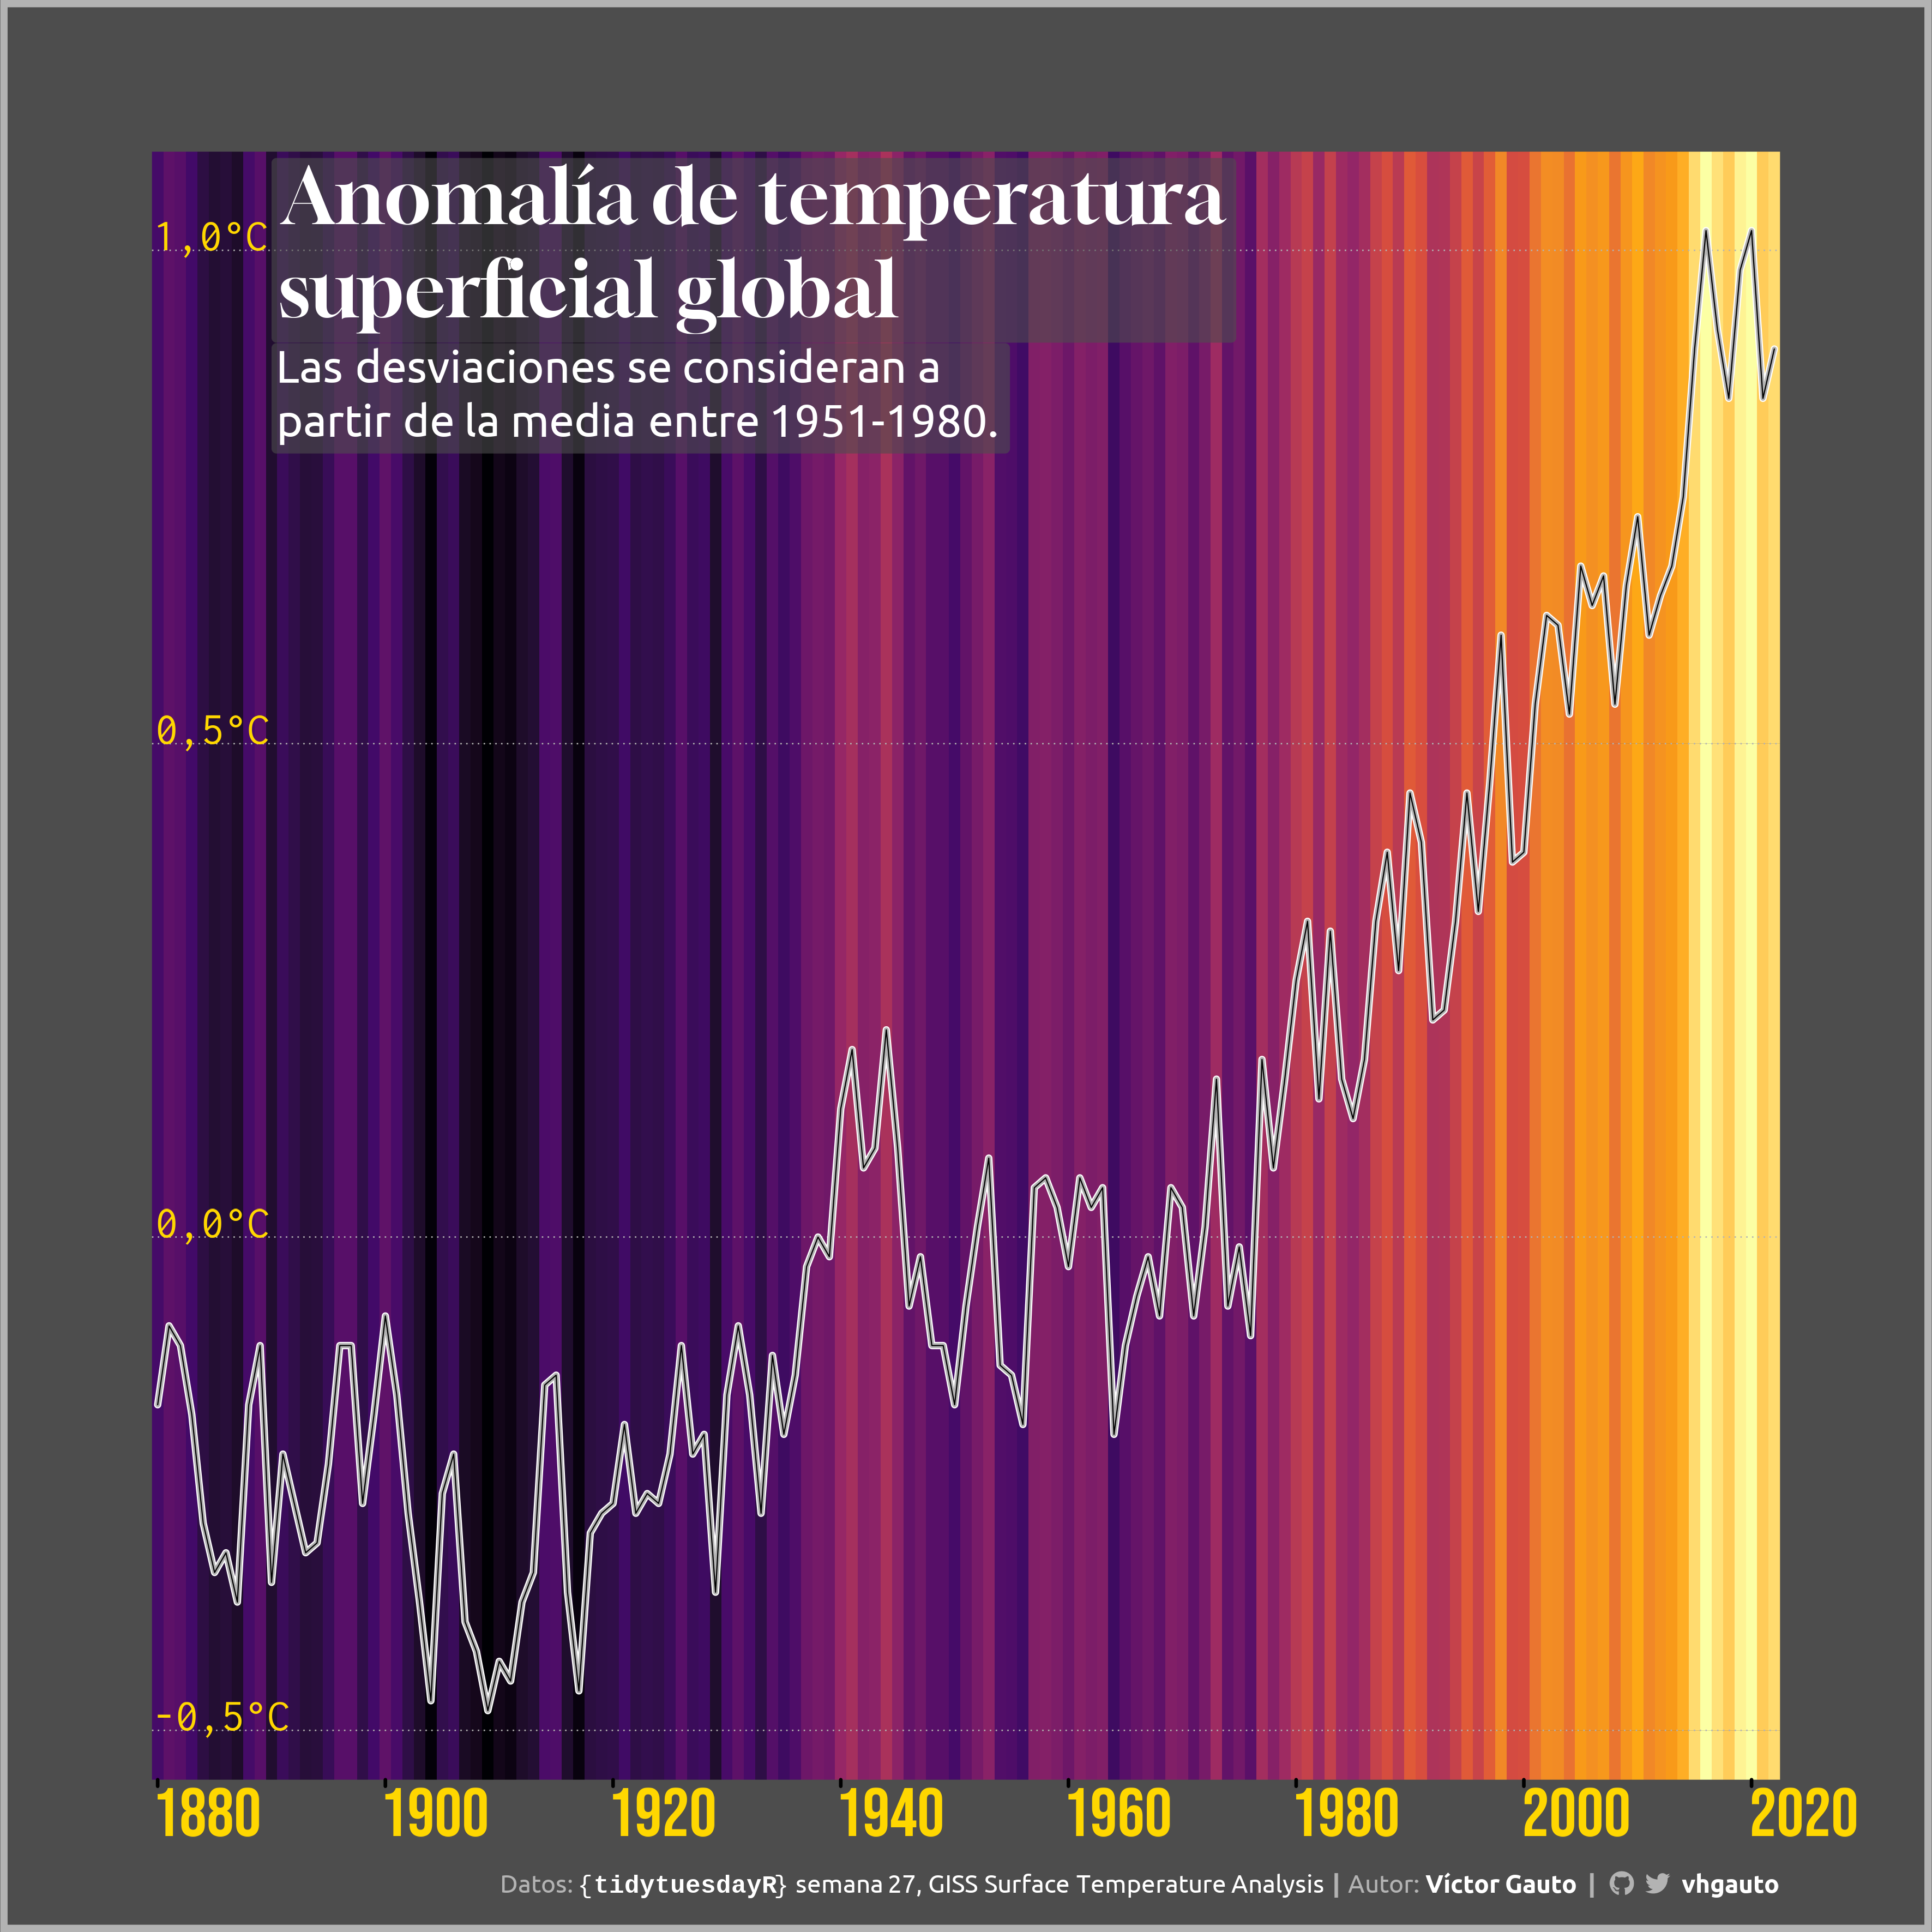 Anomalía de temperatura
superficial global
Las desviaciones se consideran a
partir de la media entre 1951-1980.
1,0°C
0,5°C
0,0°C
-0,5°C
1880 1900 1920 1940 1960 1980 2000 2020
Datos: {tidytuesdayR} semana 27, GISS Surface Temperature Analysis | Autor: Víctor Gauto | vhgauto